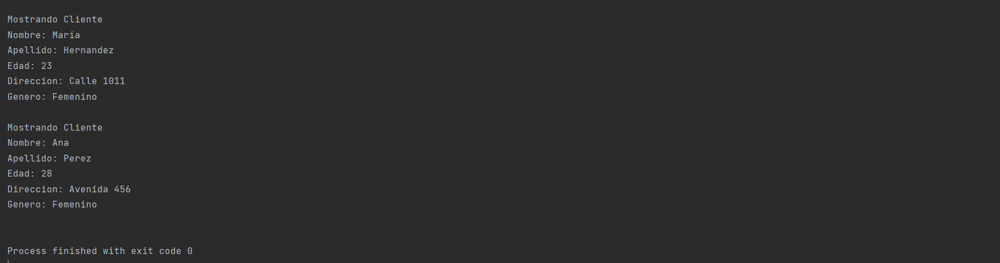 Mostrando Cliente
Nombre: Maria
Apellido: Hernandez
Edad: 23
Direccion: Calle 1011
Genero: Femenino
Mostrando Cliente
Nombre: Ana
Apellido: Perez
Edad: 28
Direccion: Avenida 456
Genero: Femenino
Process finished with exit code 0